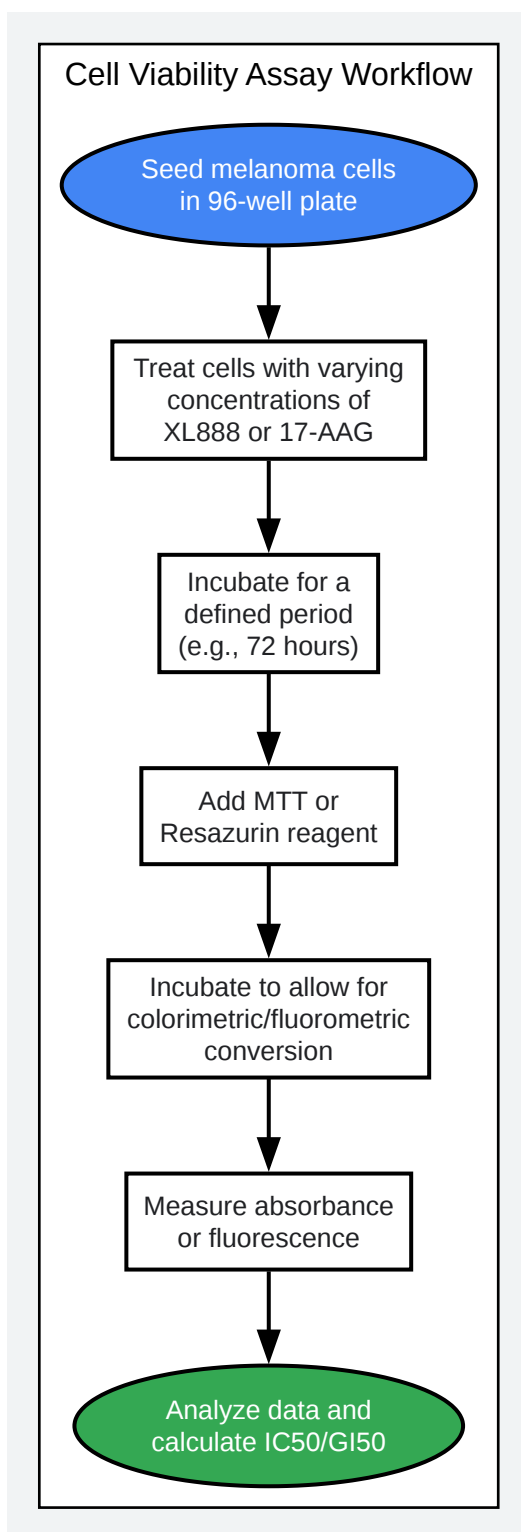 Cell Viability Assay Workflow
Seed melanoma cells
in 96-well plate
Treat cells with varying
concentrations of
XL888 or 17-AAG
Incubate for a
defined period
(e.g., 72 hours)
Add MTT or
Resazurin reagent
Incubate to allow for
colorimetric/fluorometric
conversion
Measure absorbance
or fluorescence
Analyze data and
calculate IC50/GI50